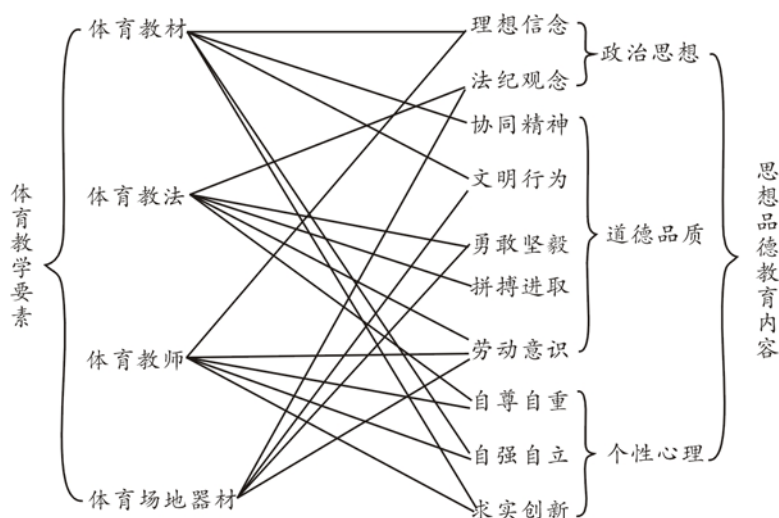 体育教学要素
体育教材
体育教法
体育教师
体育场地器材
理想信念
法纪观念
协同精神
文明行为
勇敢坚毅
拼搏进取
劳动意识
自尊自重
自强自立
求实创新
政治思想
道德品质
个性心理
思想品德教育内容